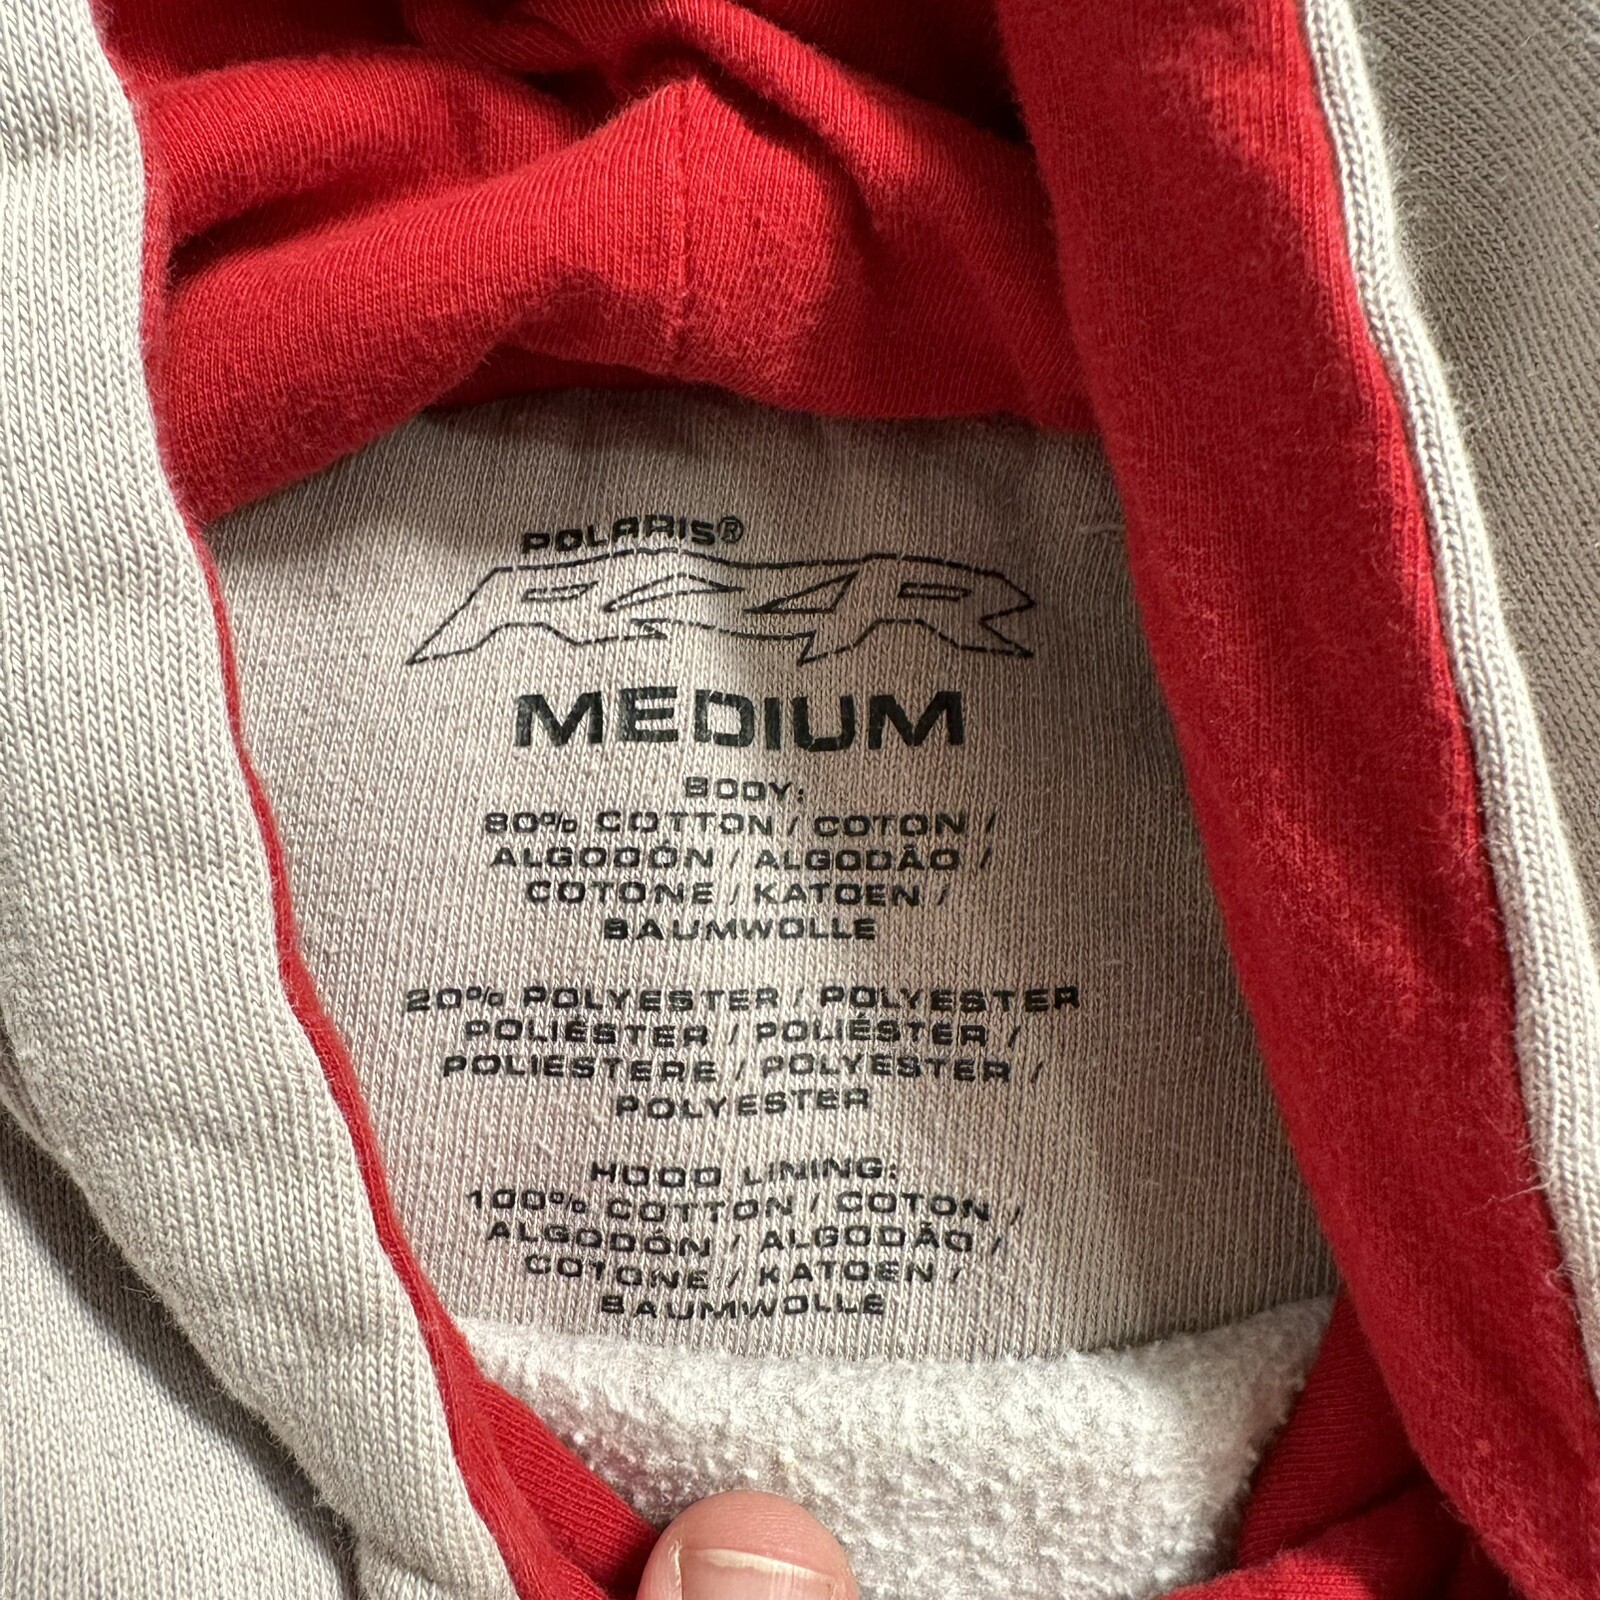 POLARIS®
RZR
MEDIUM
BODY:
80% COTTON / COTON /
ALGODÓN / ALGODÃO /
COTONE / KATOEN /
BAUMWOLLE
20% POLYESTER / POLYESTER
POLIÉSTER / POLIÉSTER /
POLIESTERE / POLYESTER /
POLYESTER
HOOD LINING:
100% COTTON / COTON /
ALGODÓN / ALGODÃO /
COTONE / KATOEN /
BAUMWOLLE